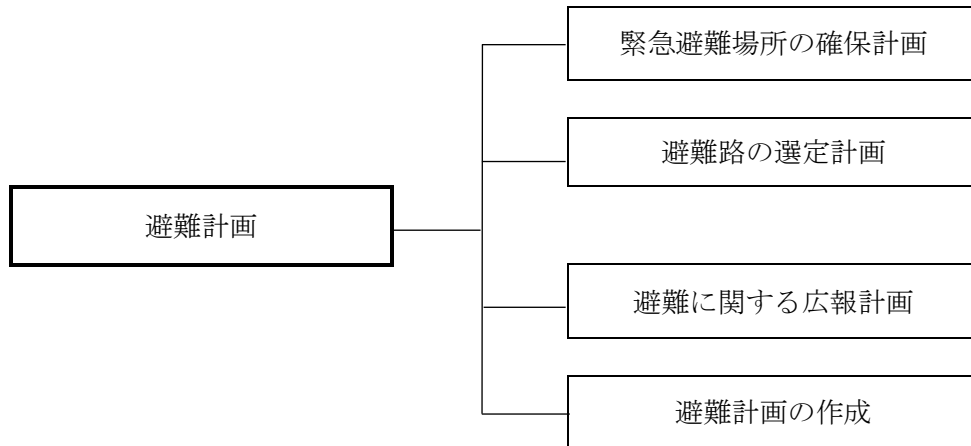 緊急避難場所の確保計画
避難路の選定計画
避難計画
避難に関する広報計画
避難計画の作成